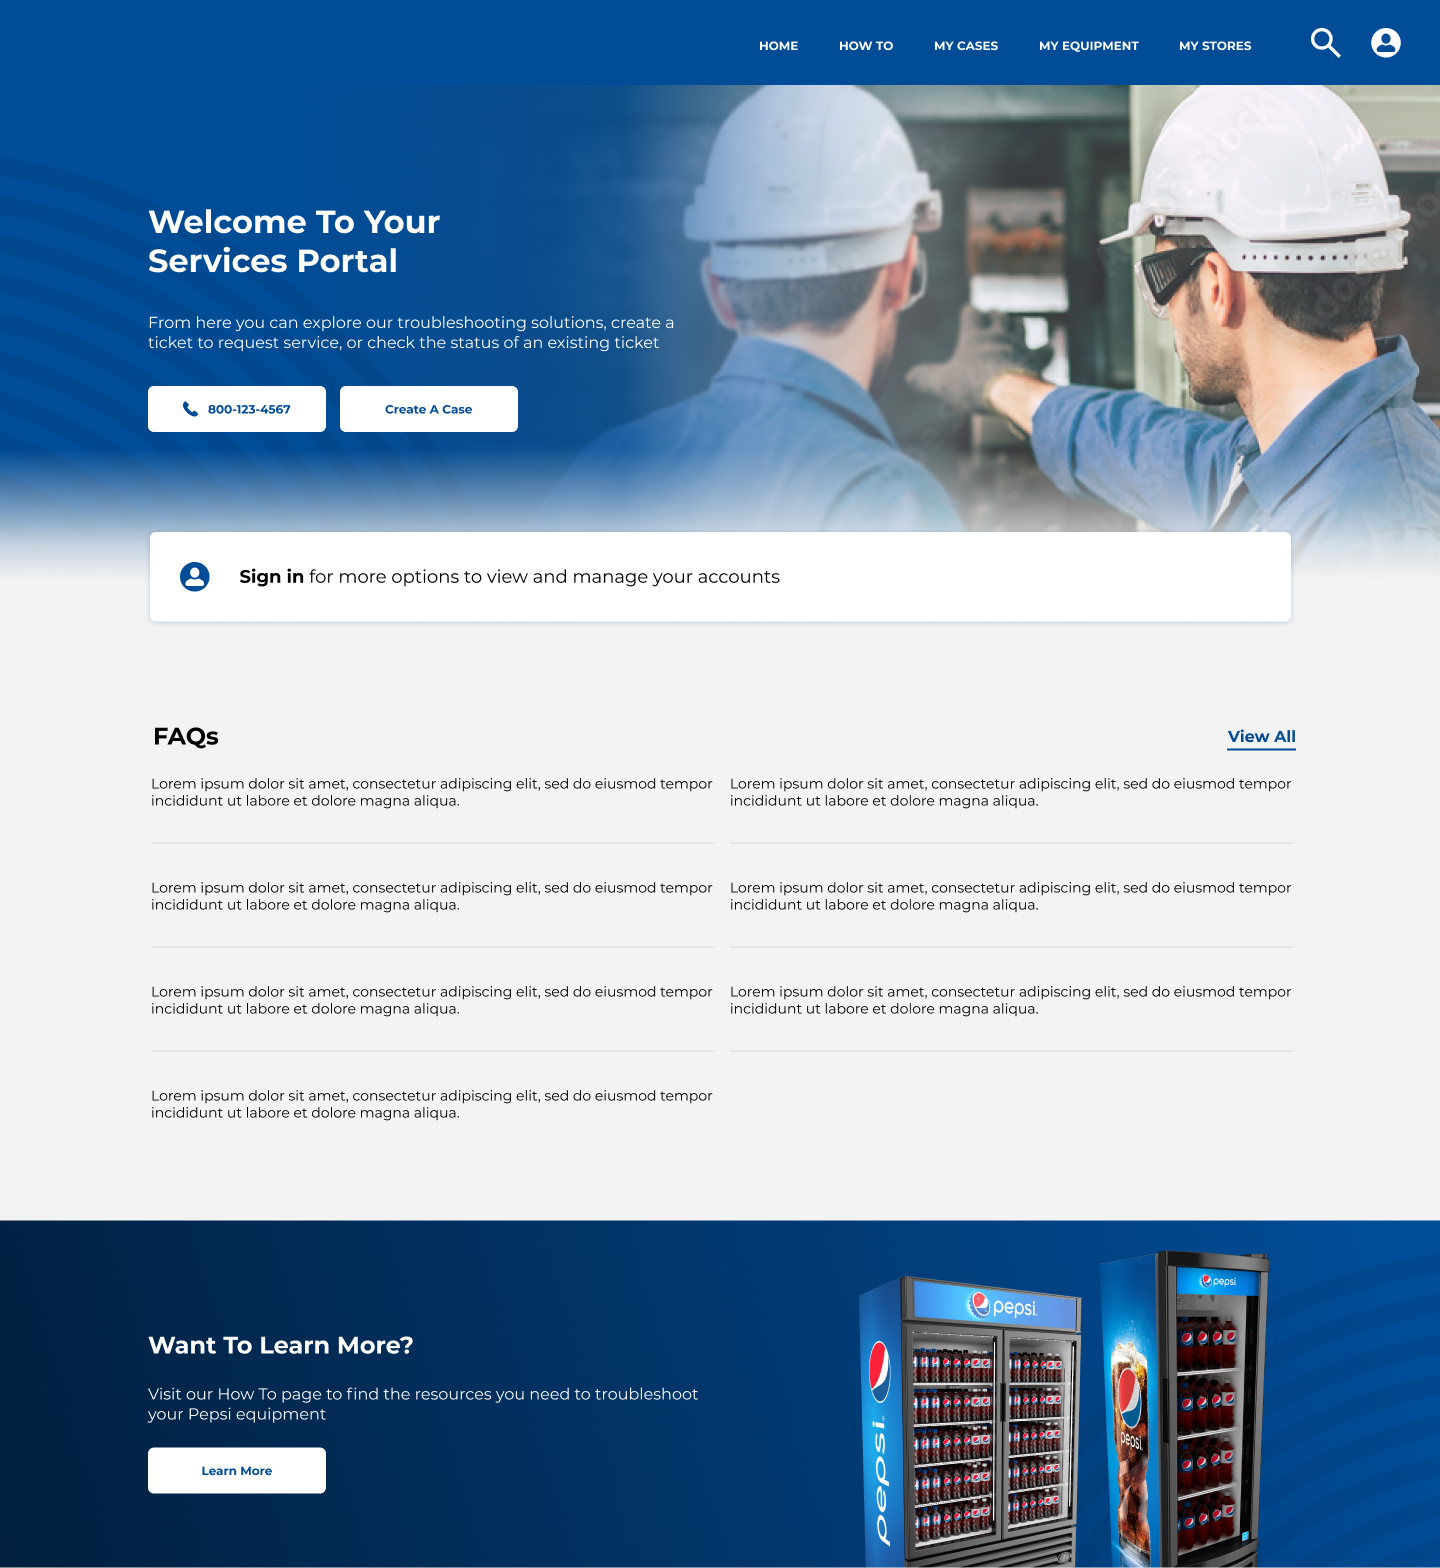 HOME HOW TO MY CASES MY EQUIPMENT MY STORES
Welcome To Your
Services Portal
From here you can explore our troubleshooting solutions, create a
ticket to request service, or check the status of an existing ticket
800-123-4567 Create A Case
Sign in for more options to view and manage your accounts
FAQs View All
Lorem ipsum dolor sit amet, consectetur adipiscing elit, sed do eiusmod tempor
incididunt ut labore et dolore magna aliqua.
Lorem ipsum dolor sit amet, consectetur adipiscing elit, sed do eiusmod tempor
incididunt ut labore et dolore magna aliqua.
Lorem ipsum dolor sit amet, consectetur adipiscing elit, sed do eiusmod tempor
incididunt ut labore et dolore magna aliqua.
Lorem ipsum dolor sit amet, consectetur adipiscing elit, sed do eiusmod tempor
incididunt ut labore et dolore magna aliqua.
Lorem ipsum dolor sit amet, consectetur adipiscing elit, sed do eiusmod tempor
incididunt ut labore et dolore magna aliqua.
Lorem ipsum dolor sit amet, consectetur adipiscing elit, sed do eiusmod tempor
incididunt ut labore et dolore magna aliqua.
Lorem ipsum dolor sit amet, consectetur adipiscing elit, sed do eiusmod tempor
incididunt ut labore et dolore magna aliqua.
Want To Learn More?
Visit our How To page to find the resources you need to troubleshoot
your Pepsi equipment
Learn More
pepsi
pepsi
pepsi
pepsi